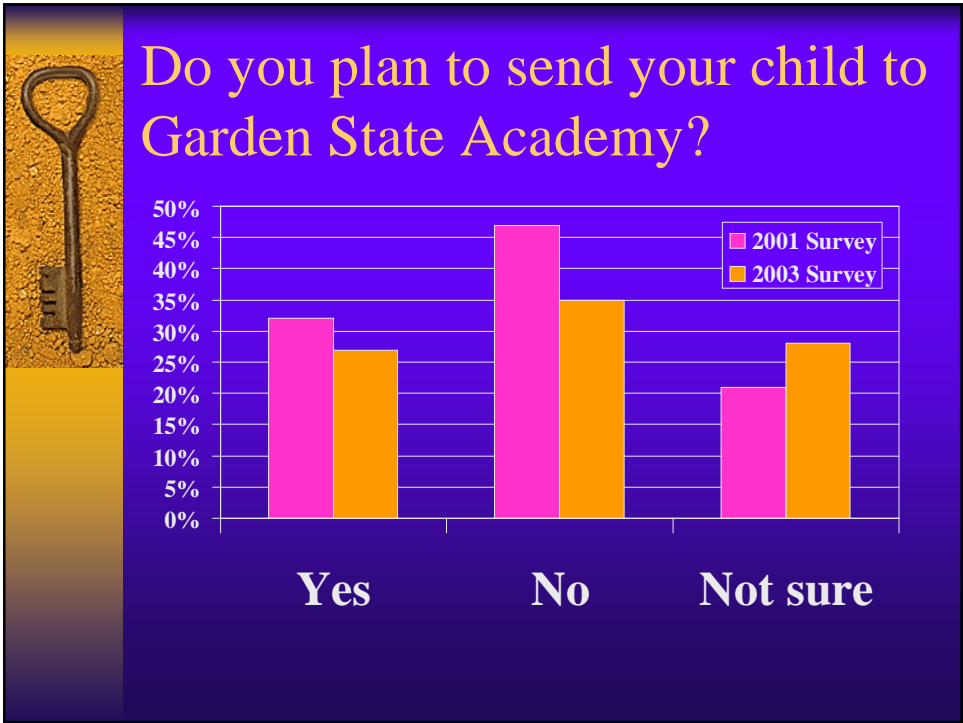 Do you plan to send your child to
Garden State Academy?
50%
45%
40%
35%
30%
25%
20%
15%
10%
5%
0%
2001 Survey
2003 Survey
Yes No Not sure